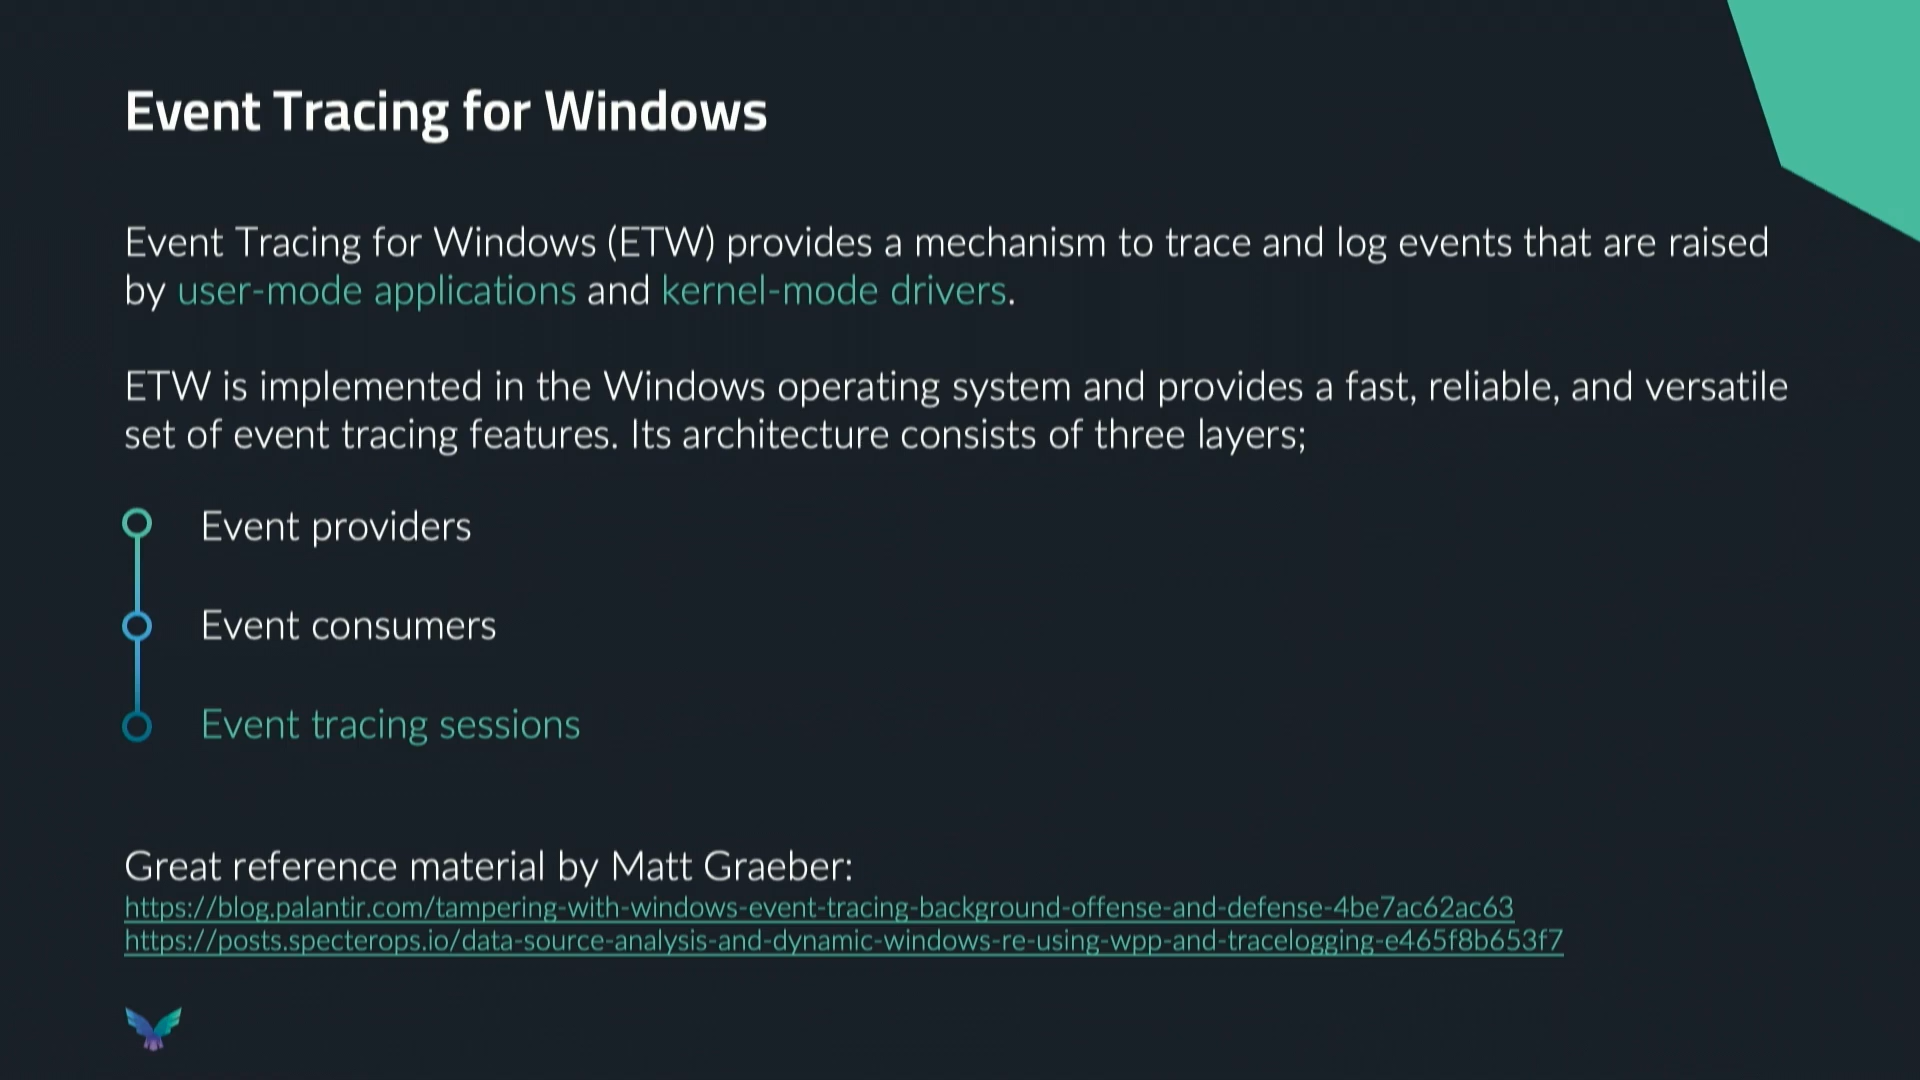 Event Tracing for Windows
Event Tracing for Windows (ETW) provides a mechanism to trace and log events that are raised
by user-mode applications and kernel-mode drivers.
ETW is implemented in the Windows operating system and provides a fast, reliable, and versatile
set of event tracing features. Its architecture consists of three layers;
Event providers
Event consumers
Event tracing sessions
Great reference material by Matt Graeber:
https://blog.palantir.com/tampering-with-windows-event-tracing-background-offense-and-defense-4be7ac62ac63
https://posts.specterops.io/data-source-analysis-and-dynamic-windows-re-using-wpp-and-tracelogging-e465f8b653f7